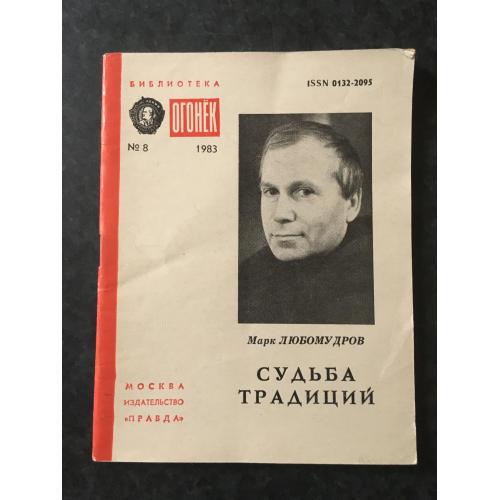 БИБЛИОТЕКА
ОГОНЁК
№ 8 1983
ISSN 0132-2095
Марк ЛЮБОМУДРОВ
СУДЬБА
ТРАДИЦИЙ
МОСКВА
ИЗДАТЕЛЬСТВО
«ПРАВДА»